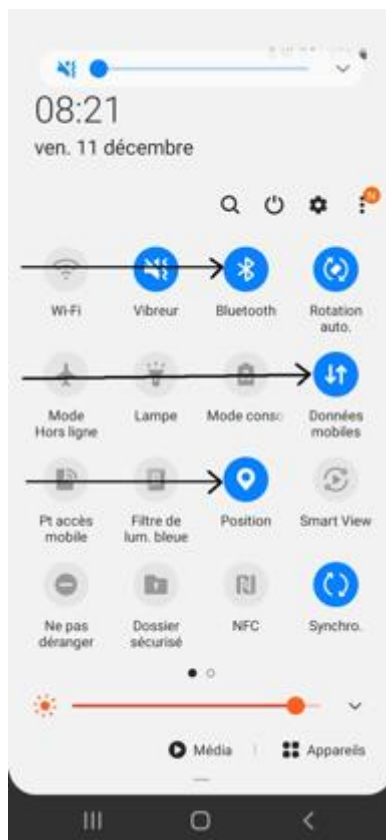 08:21
ven. 11 décembre
N
Wi-Fi
Vibreur
Bluetooth
Rotation
auto.
Mode
Hors ligne
Lampe
Mode conso
Données
mobiles
Pt accès
mobile
Filtre de
lum. bleue
Position
Smart View
Ne pas
déranger
Dossier
sécurisé
NFC
Synchro.
Média
Appareils